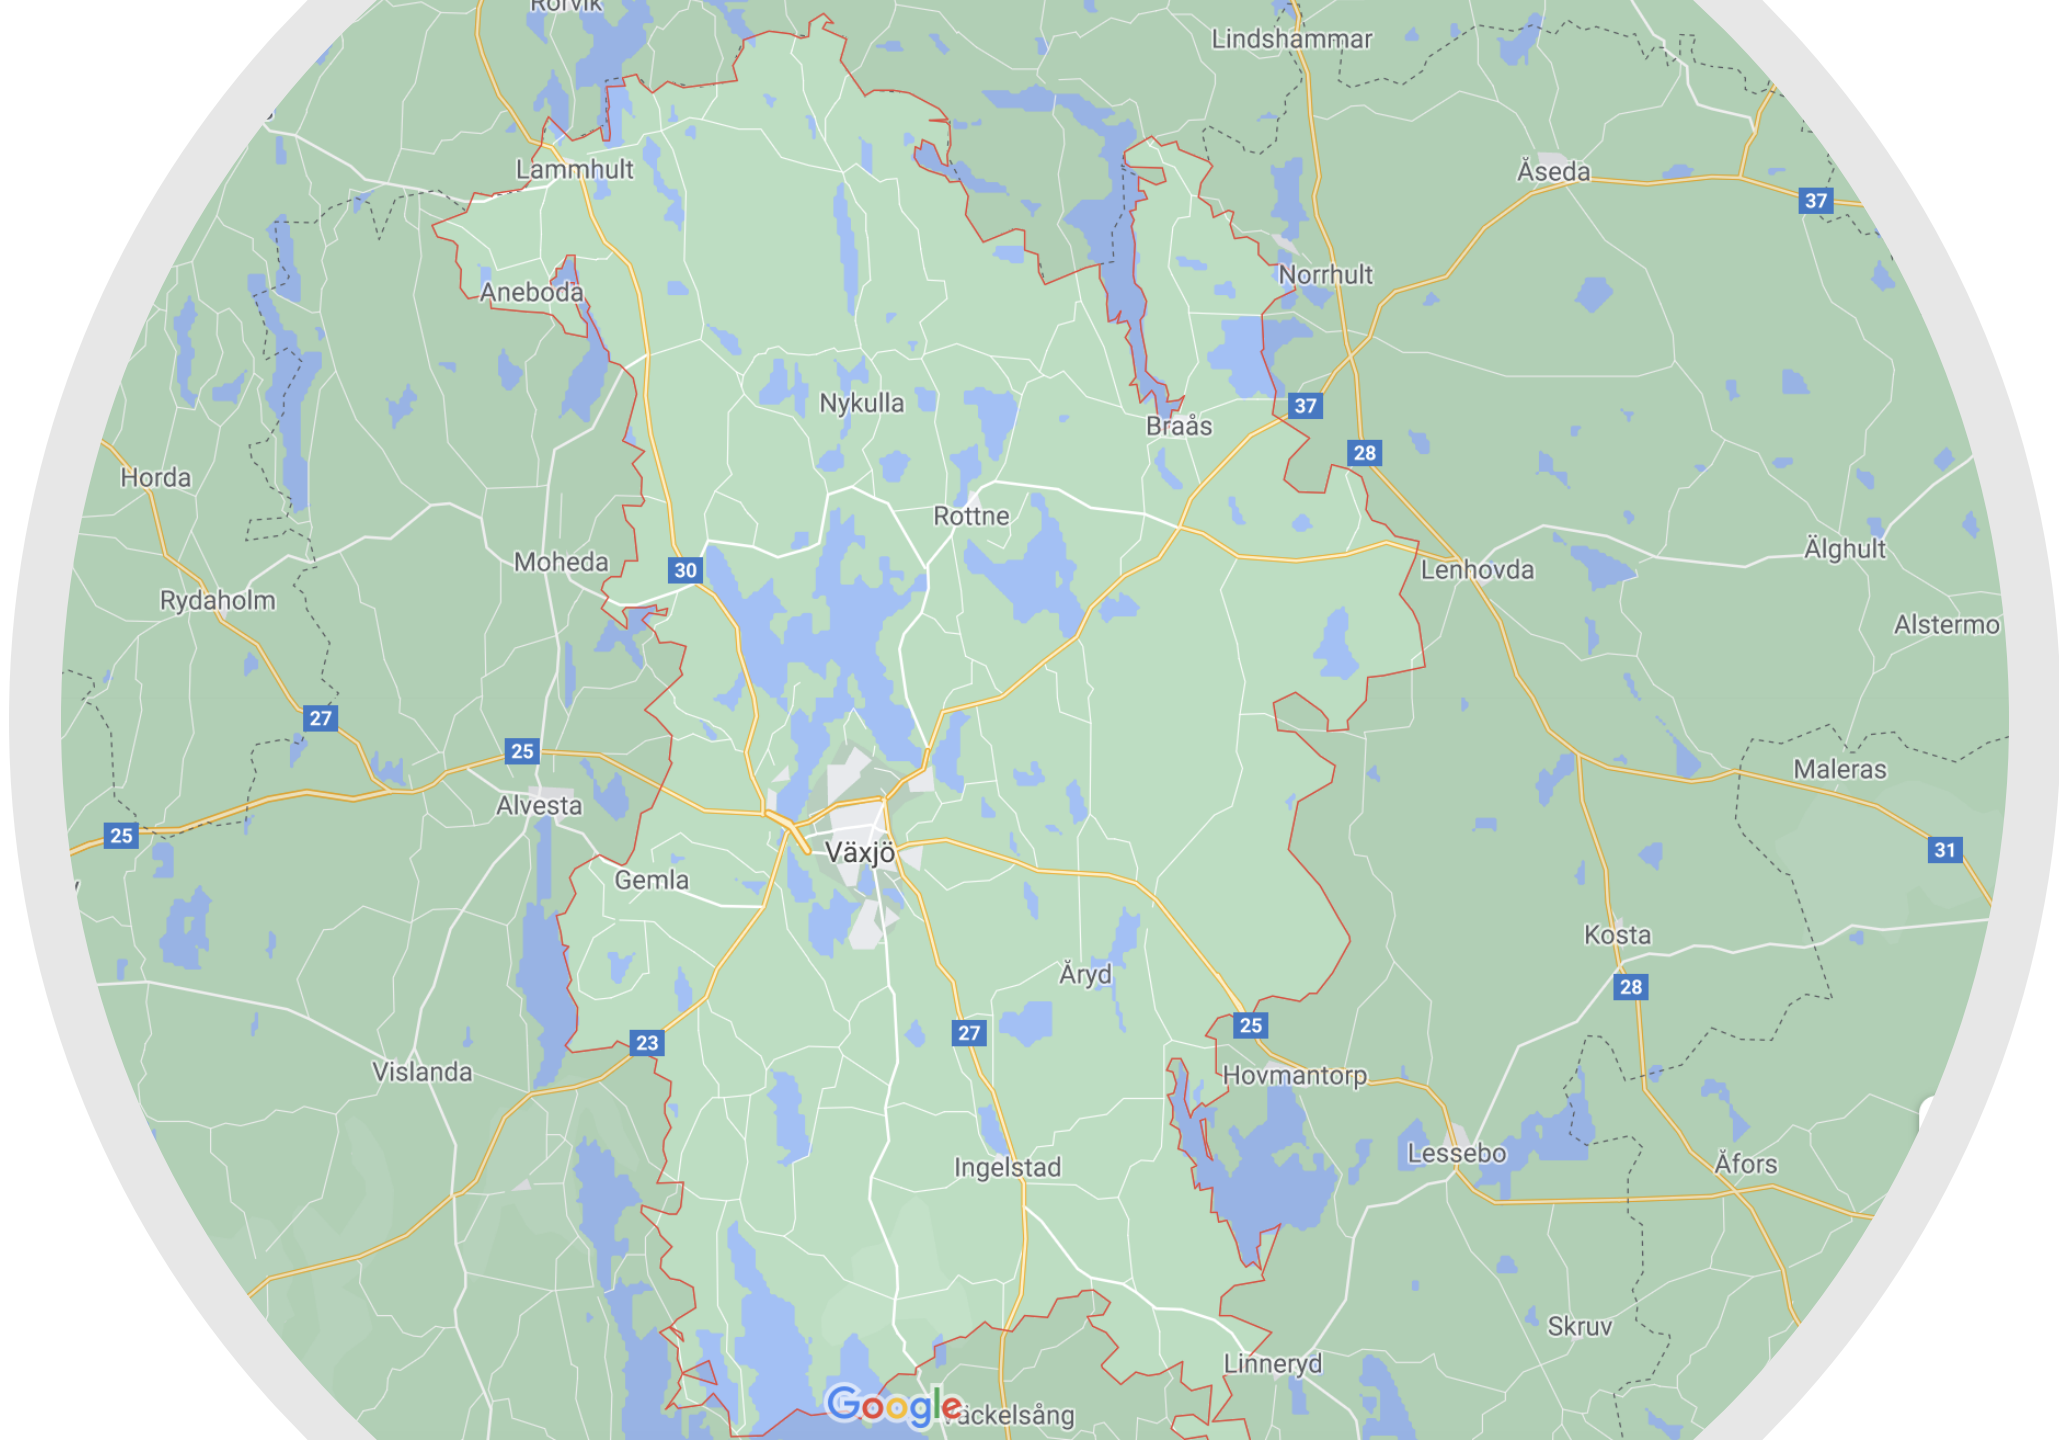 Rörvik
Lindshammar
Lammhult
Åseda
37
Norrhult
Aneboda
Nykulla
37
Braås
28
Horda
Rottne
Moheda
30
Lenhovda
Älghult
Rydaholm
Alstermo
27
25
Maleras
Alvesta
25
Växjö
31
Gemla
Kosta
Åryd
28
25
27
23
Vislanda
Hovmantorp
Lessebo
Åfors
Ingelstad
Skruv
Linneryd
Google
äckelsång